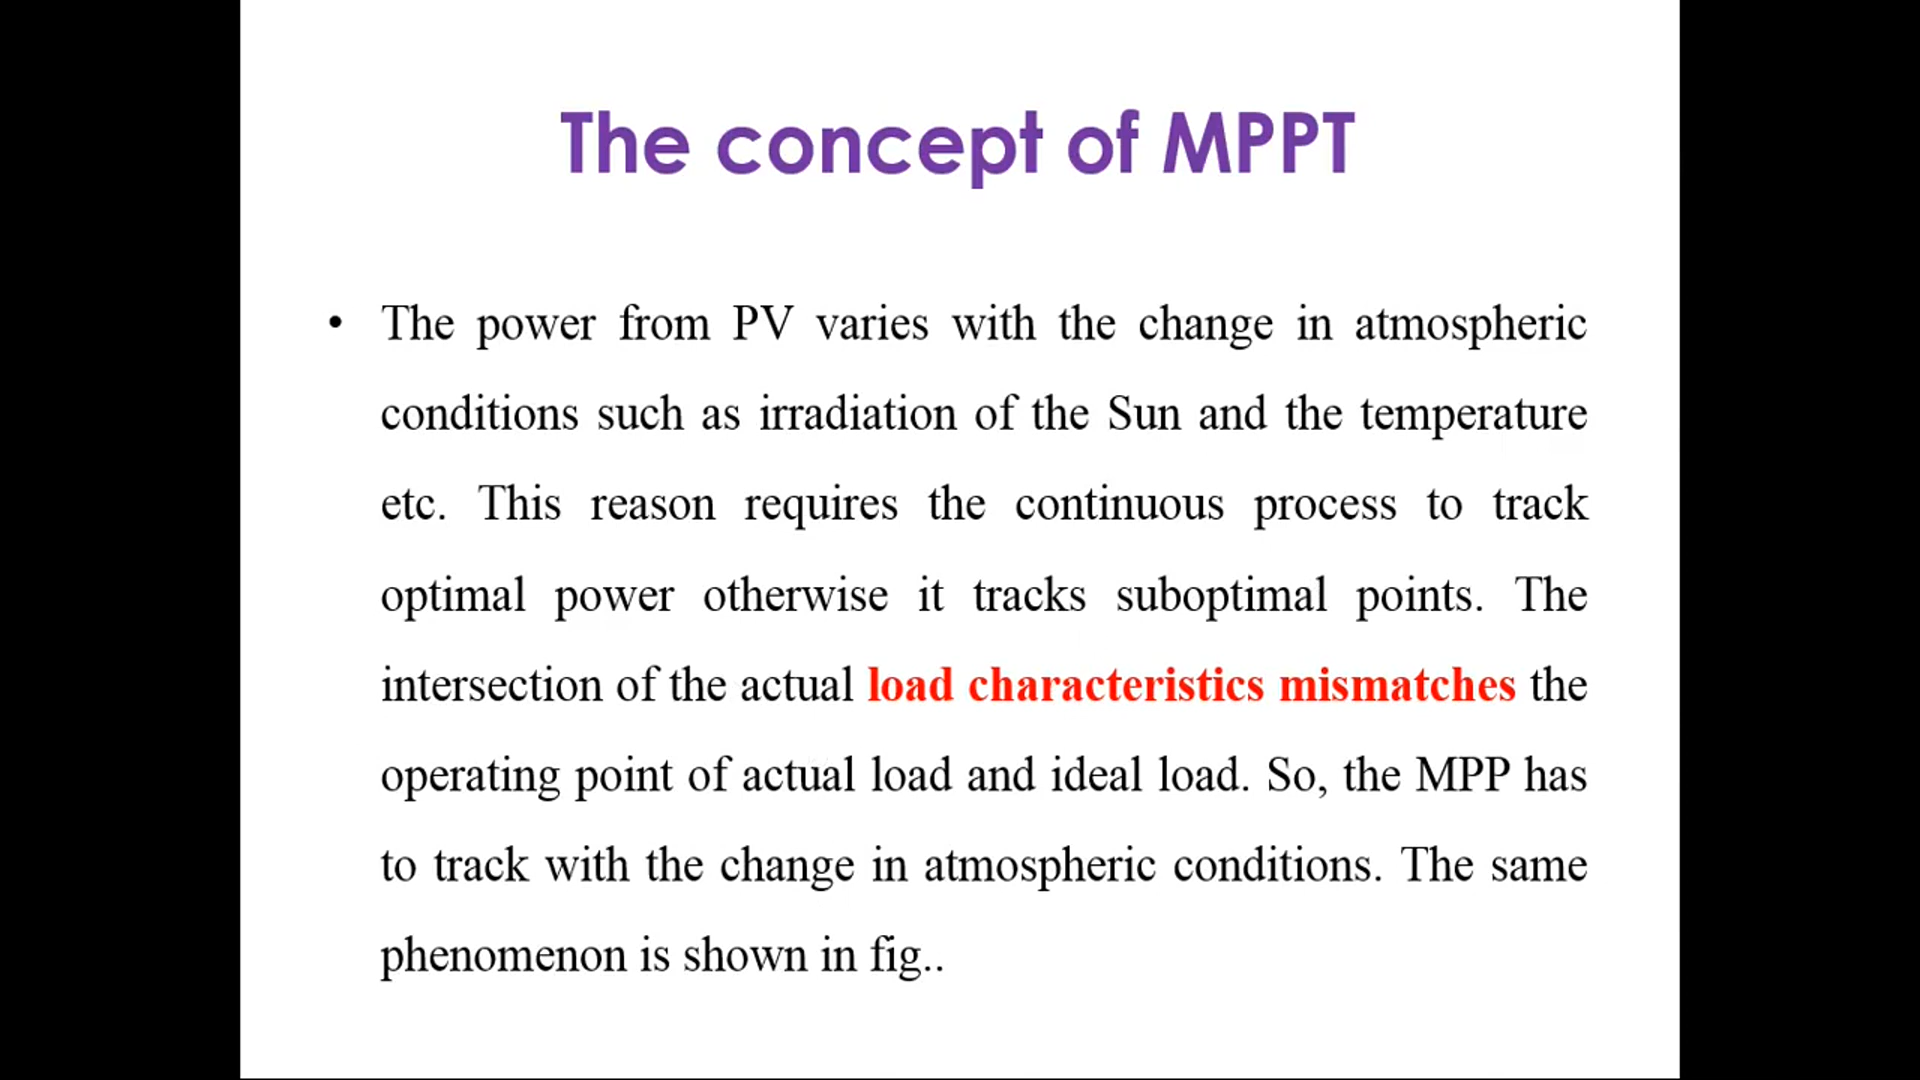 The concept of MPPT
• The power from PV varies with the change in atmospheric
conditions such as irradiation of the Sun and the temperature
etc. This reason requires the continuous process to track
optimal power otherwise it tracks suboptimal points. The
intersection of the actual load characteristics mismatches the
operating point of actual load and ideal load. So, the MPP has
to track with the change in atmospheric conditions. The same
phenomenon is shown in fig..